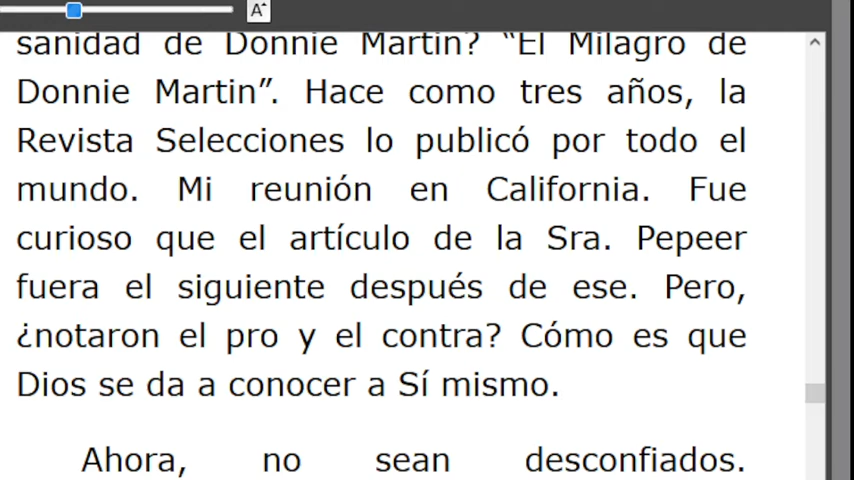 A
sanidad de Donnie Martin? “El Milagro de
Donnie Martin”. Hace como tres años, la
Revista Selecciones lo publicó por todo el
mundo. Mi reunión en California. Fue
curioso que el artículo de la Sra. Pepeer
fuera el siguiente después de ese. Pero,
¿notaron el pro y el contra? Cómo es que
Dios se da a conocer a Sí mismo.
Ahora, no sean desconfiados.